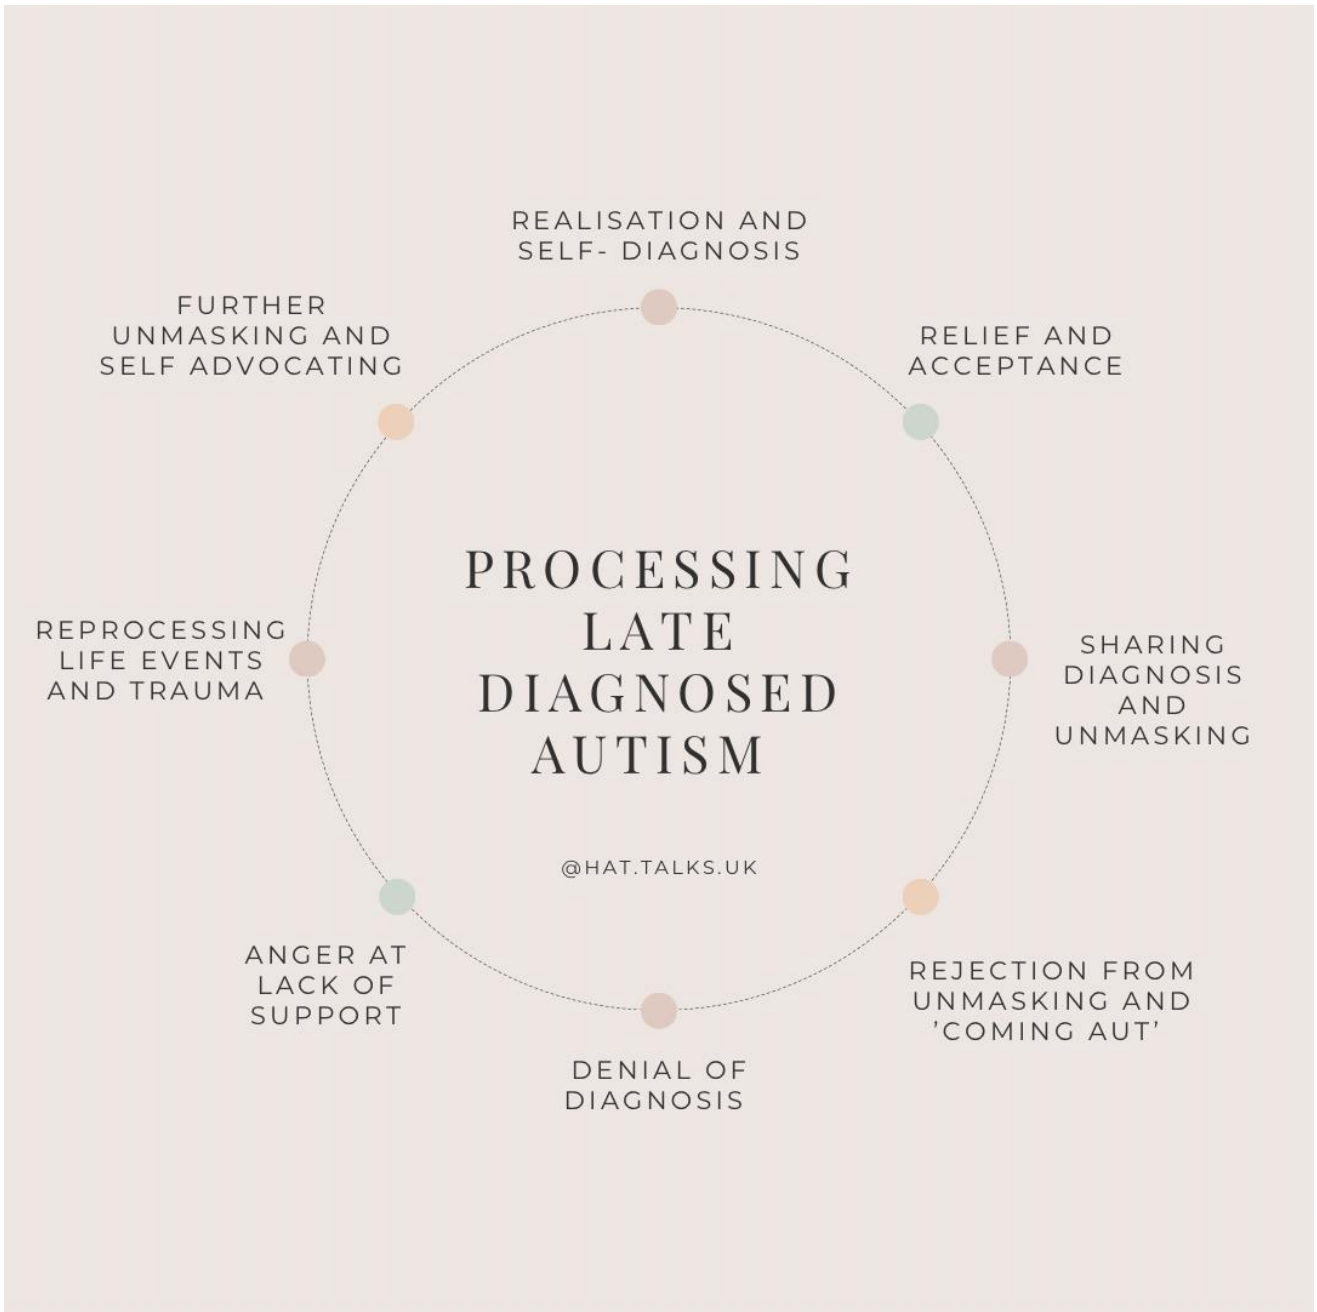 REALISATION AND
SELF- DIAGNOSIS
RELIEF AND
ACCEPTANCE
SHARING
DIAGNOSIS
AND
UNMASKING
REJECTION FROM
UNMASKING AND
’COMING AUT’
DENIAL OF
DIAGNOSIS
ANGER AT
LACK OF
SUPPORT
REPROCESSING
LIFE EVENTS
AND TRAUMA
FURTHER
UNMASKING AND
SELF ADVOCATING
PROCESSING
LATE
DIAGNOSED
AUTISM
@HAT.TALKS.UK